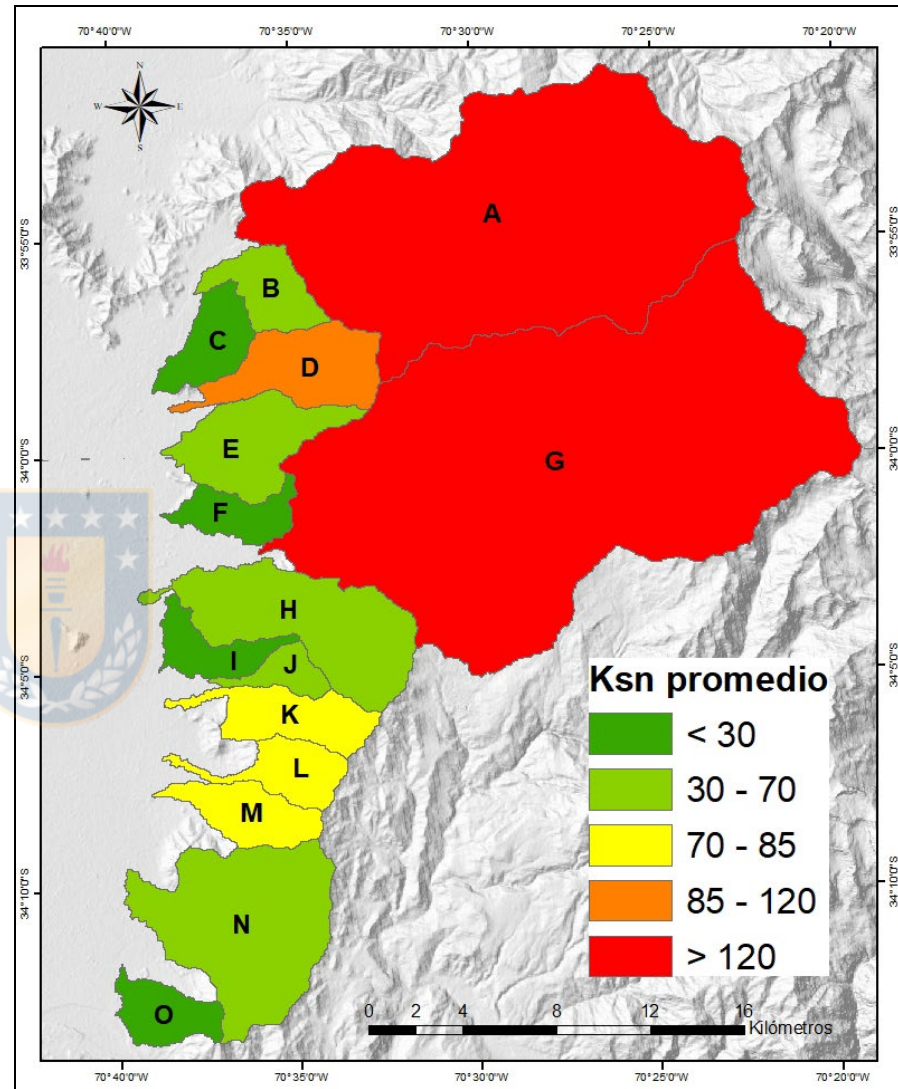 70°40'0"W 70°35'0"W 70°30'0"W 70°25'0"W 70°20'0"W
N
W E
S
33°55'0"S 33°55'0"S
34°0'0"S 34°0'0"S
34°5'0"S 34°5'0"S
34°10'0"S 34°10'0"S
A
B
C
D
E
G
F
H
I
J
K
L
M
N
O
Ksn promedio
< 30
30 - 70
70 - 85
85 - 120
> 120
0 2 4 8 12 16
Kilómetros
70°40'0"W 70°35'0"W 70°30'0"W 70°25'0"W 70°20'0"W